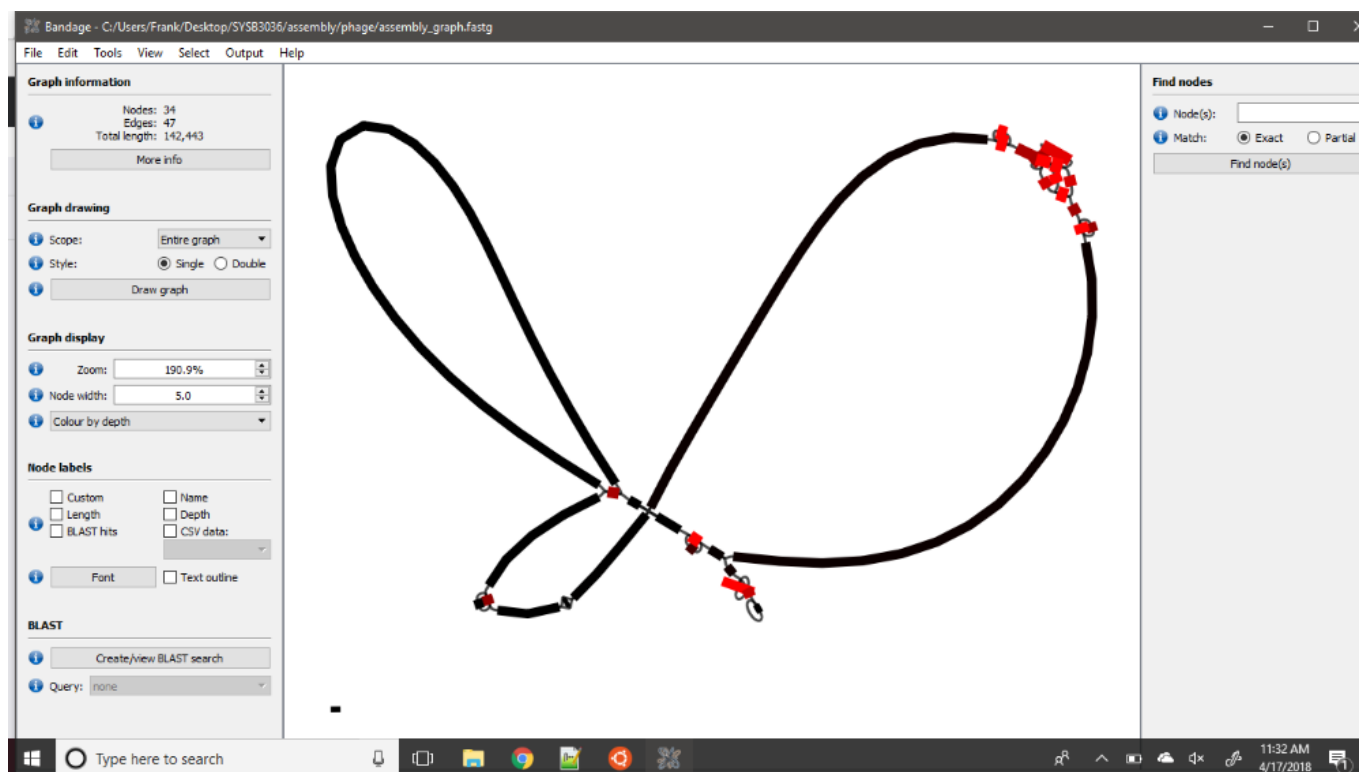 Bandage - C:/Users/Frank/Desktop/SYSB3036/assembly/phage/assembly_graph.fastg
File Edit Tools View Select Output Help
Graph information
Nodes: 34
Edges: 47
Total length: 142,443
More info
Graph drawing
Scope: Entire graph
Style: Single Double
Draw graph
Graph display
Zoom: 190.9%
Node width: 5.0
Colour by depth
Node labels
Custom Name
Length Depth
BLAST hits CSV data:
Font Text outline
BLAST
Create/view BLAST search
Query: none
Find nodes
Node(s):
Match: Exact Partial
Find node(s)
Type here to search
11:32 AM
4/17/2018